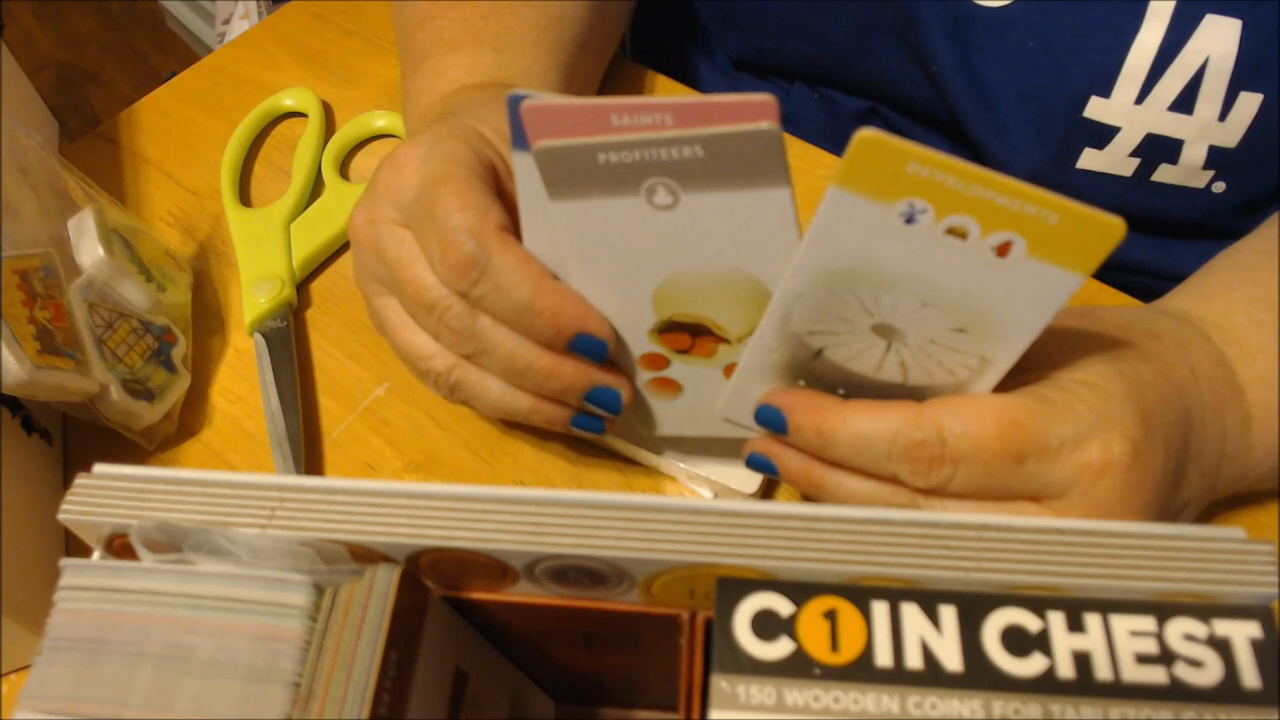 LA
SAINTS
PROFITEERS
DEVELOPMENTS
COIN CHEST
150 WOODEN COINS FOR TABLETOP